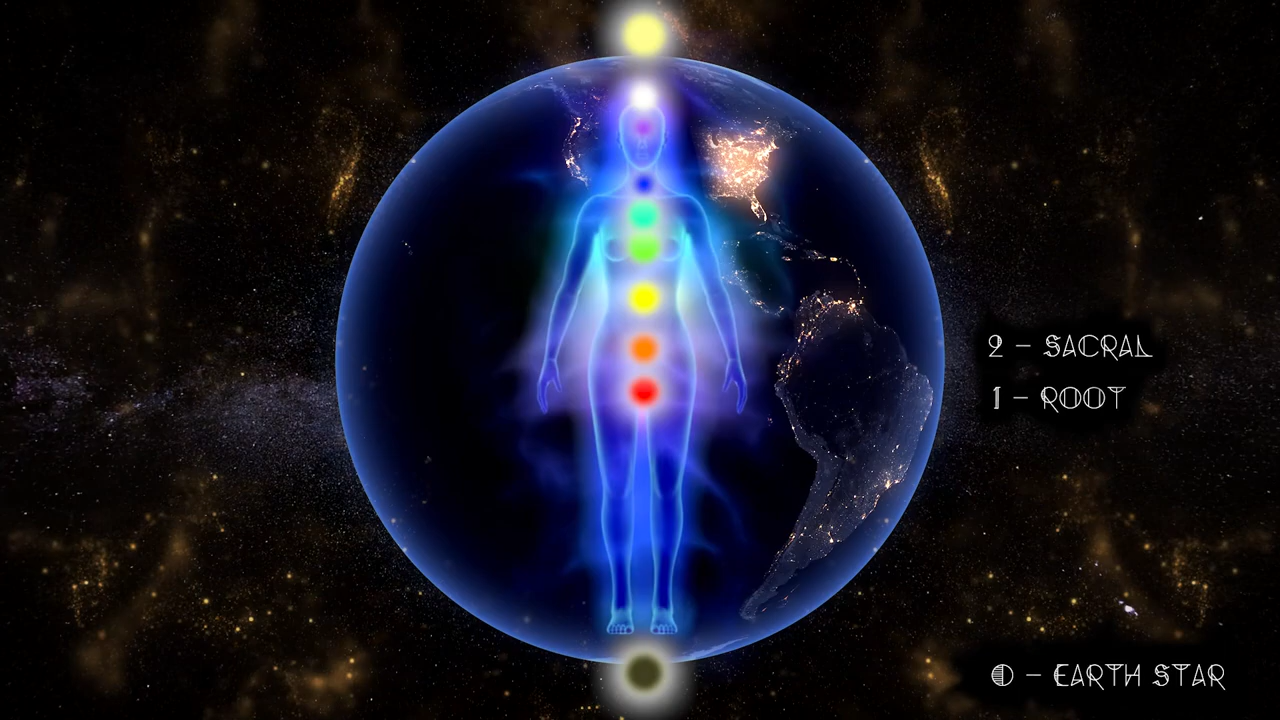 2 – SACRAL
1 – ROOT
0 – EARTH STAR